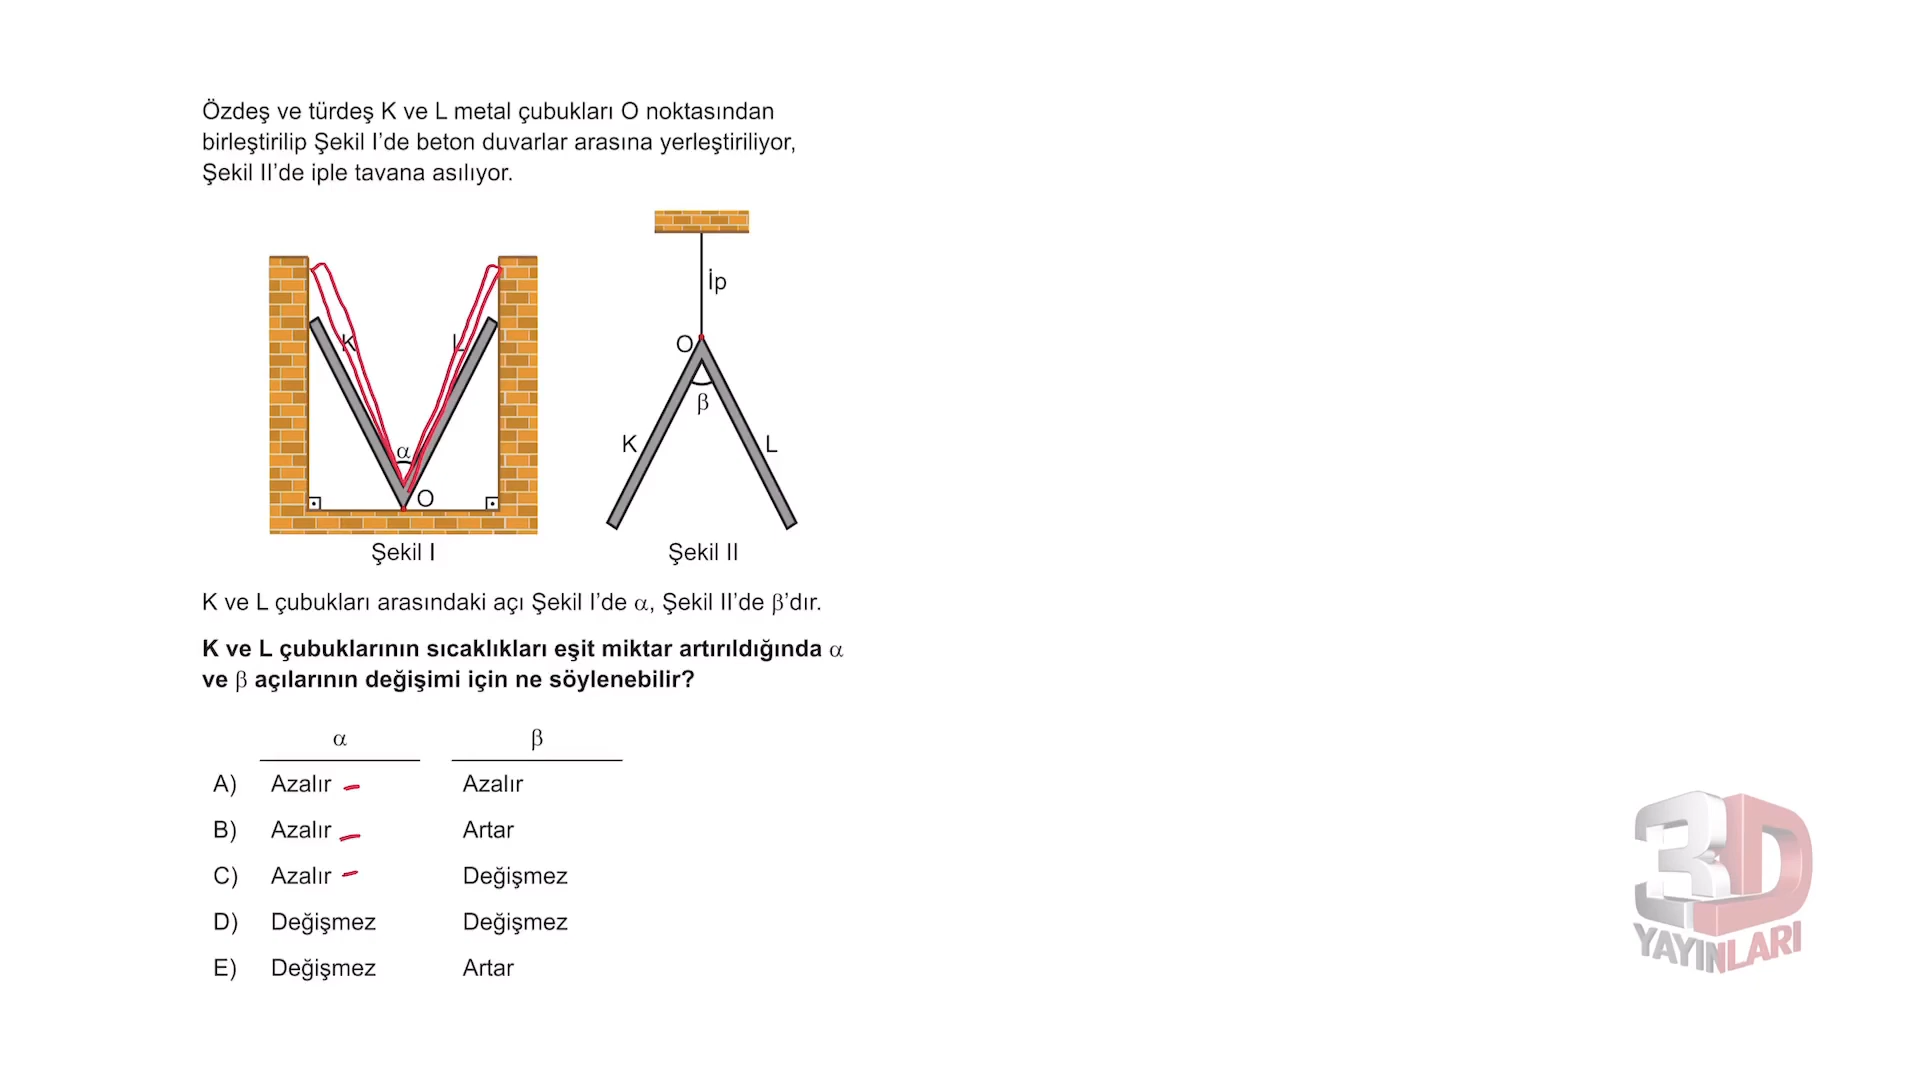 Özdeş ve türdeş K ve L metal çubukları O noktasından
birleştirilip Şekil I’de beton duvarlar arasına yerleştiriliyor,
Şekil II’de iple tavana asılıyor.
İp
O
β
K
L
K
L
α
O
Şekil I
Şekil II
K ve L çubukları arasındaki açı Şekil I’de α, Şekil II’de β’dır.
K ve L çubuklarının sıcaklıkları eşit miktar artırıldığında α
ve β açılarının değişimi için ne söylenebilir?
α β
A) Azalır Azalır
B) Azalır Artar
C) Azalır Değişmez
D) Değişmez Değişmez
E) Değişmez Artar
3D
YAYINLARI